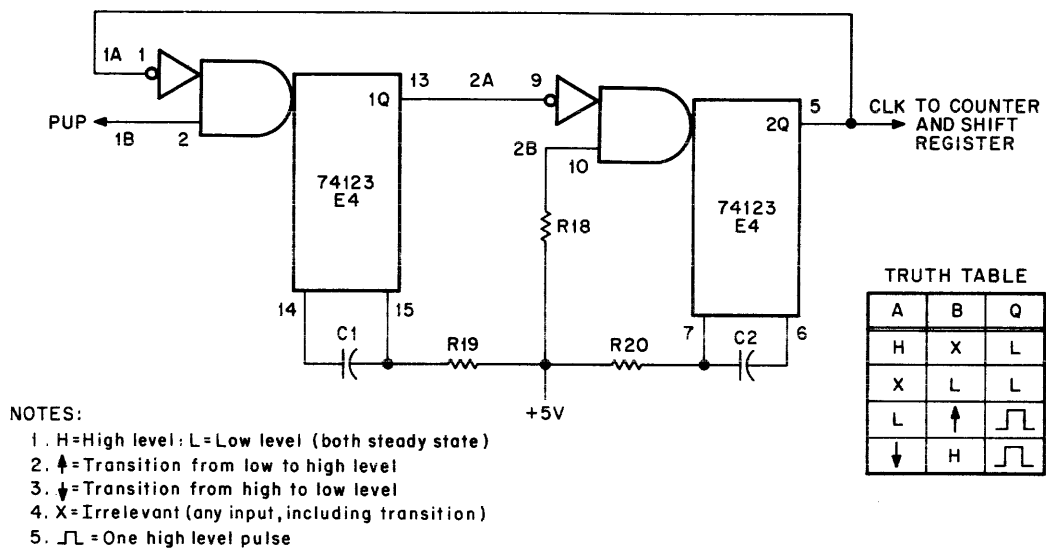 1A 1
13
2A
9
5
1Q
2Q
CLK TO COUNTER
AND SHIFT
REGISTER
PUP
1B
2
2B
10
74123
E4
R18
74123
E4
14
15
7
6
C1
R19
R20
C2
+5V
TRUTH TABLE
A B Q
H X L
X L L
L ↑ ⎍
↓ H ⎍
NOTES:
1. H=High level: L=Low level (both steady state)
2. ↑=Transition from low to high level
3. ↓=Transition from high to low level
4. X=Irrelevant (any input, including transition)
5. ⎍ = One high level pulse